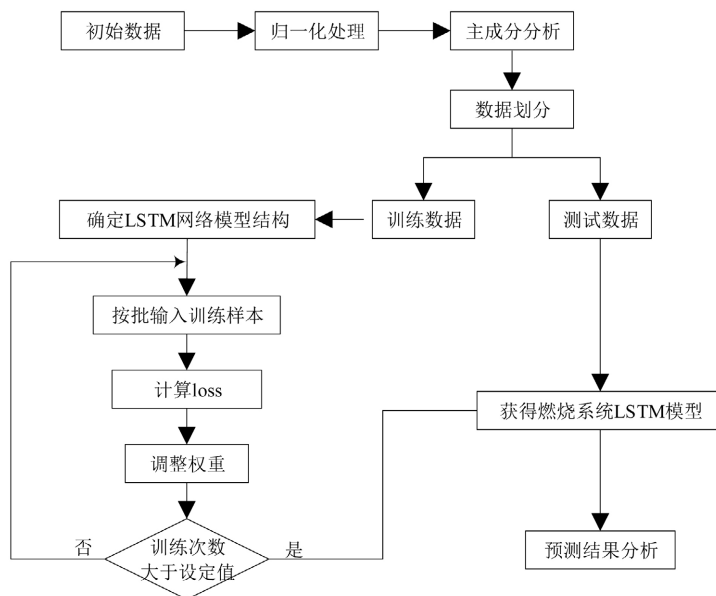 初始数据
归一化处理
主成分分析
数据划分
确定LSTM网络模型结构
训练数据
测试数据
按批输入训练样本
计算loss
获得燃烧系统LSTM模型
调整权重
否
训练次数
大于设定值
是
预测结果分析